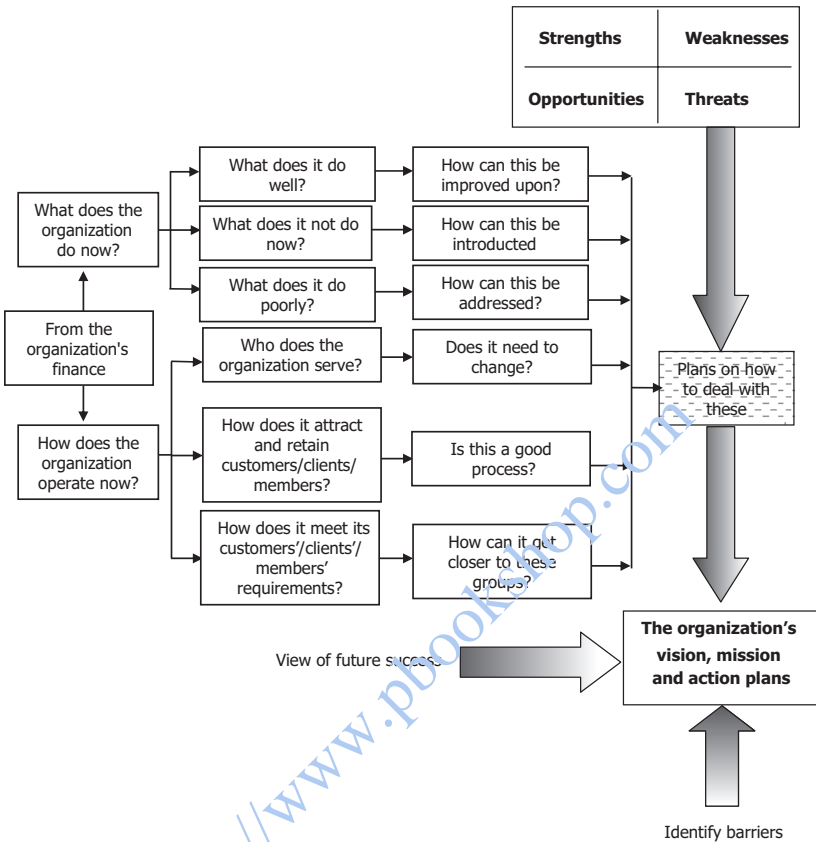 Strengths
Weaknesses
Opportunities
Threats
What does it do
well?
How can this be
improved upon?
What does the
organization
do now?
What does it not do
now?
How can this be
introducted
What does it do
poorly?
How can this be
addressed?
From the
organization's
finance
Who does the
organization serve?
Does it need to
change?
Plans on how
to deal with
these
How does the
organization
operate now?
How does it attract
and retain
customers/clients/
members?
Is this a good
process?
How does it meet its
customers’/clients’/
members’
requirements?
How can it get
closer to these
groups?
The organization’s
vision, mission
and action plans
View of future success
Identify barriers
//www.pbookshop.com